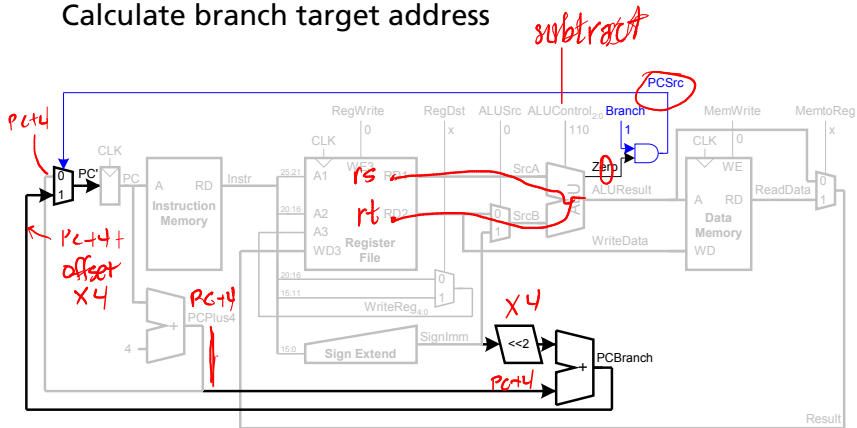 Calculate branch target address
subtract
PCSrc
RegWrite RegDst ALUSrc ALUControl2:0 Branch MemWrite MemtoReg
0 x 0 110 1 0 x
PC+4
CLK CLK CLK
0
1
PC' PC
A RD
Instruction
Memory
Instr
25:21
20:16
A1
A2
A3
WD3
WE3
RD1
RD2
Register
File
rs
rt
SrcA
0
1
SrcB
ALU
Zero
ALUResult
WriteData
WE
A RD
Data
Memory
WD
ReadData
0
1
PC+4+
offset
X4
PC+4
PCPlus4
+
4
20:16
15:11
0
1
WriteReg4:0
X4
SignImm
<<2
15:0
Sign Extend
PC+4
+
PCBranch
Result